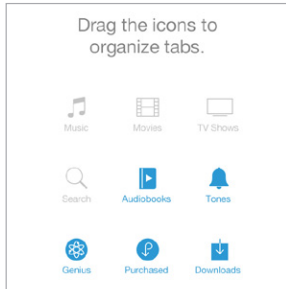 Drag the icons to
organize tabs.
Music Movies TV Shows
Search Audiobooks Tones
Genius Purchased Downloads